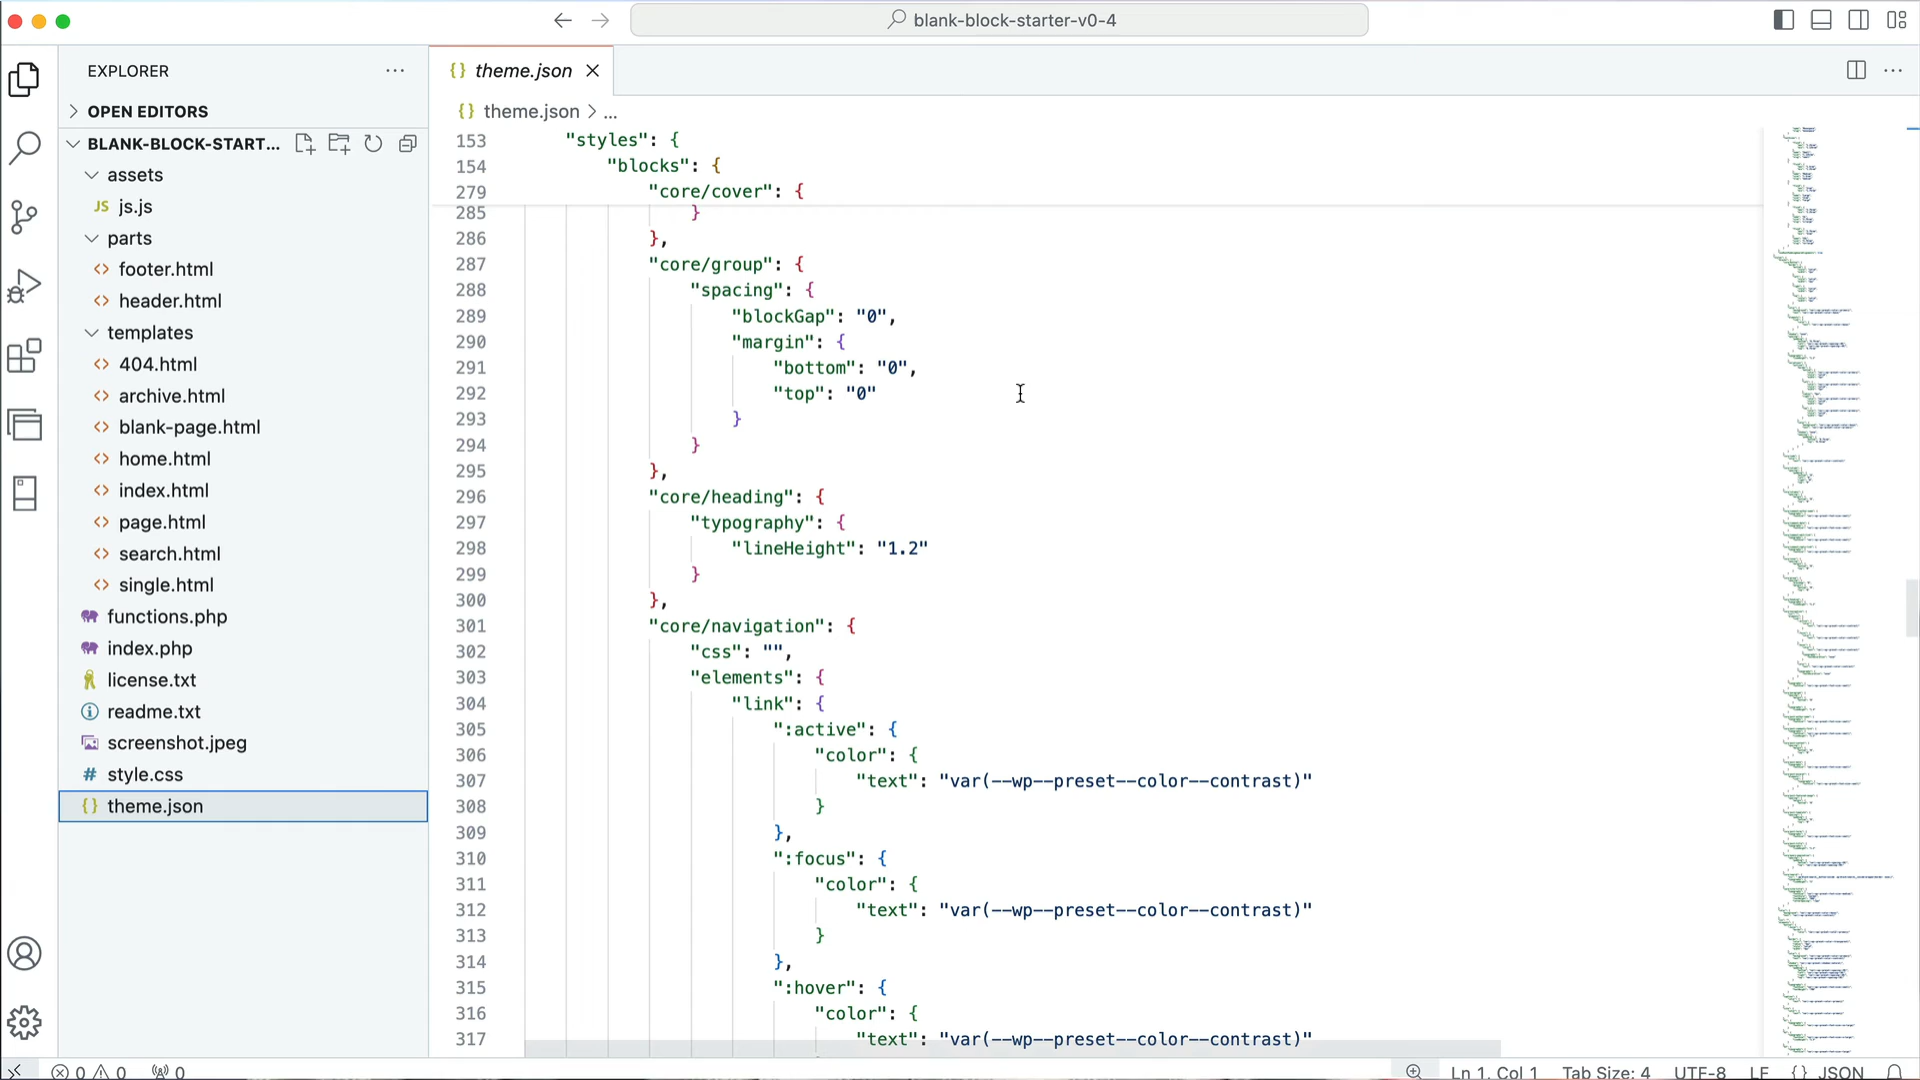 blank-block-starter-v0-4
EXPLORER
OPEN EDITORS
BLANK-BLOCK-START...
assets
JS js.js
parts
<> footer.html
<> header.html
templates
<> 404.html
<> archive.html
<> blank-page.html
<> home.html
<> index.html
<> page.html
<> search.html
<> single.html
functions.php
index.php
license.txt
readme.txt
screenshot.jpeg
# style.css
{} theme.json
{} theme.json
{} theme.json > ...
153 "styles": {
154 "blocks": {
279 "core/cover": {
285 }
286 },
287 "core/group": {
288 "spacing": {
289 "blockGap": "0",
290 "margin": {
291 "bottom": "0",
292 "top": "0"
293 }
294 }
295 },
296 "core/heading": {
297 "typography": {
298 "lineHeight": "1.2"
299 }
300 },
301 "core/navigation": {
302 "css": "",
303 "elements": {
304 "link": {
305 ":active": {
306 "color": {
307 "text": "var(--wp--preset--color--contrast)"
308 }
309 },
310 ":focus": {
311 "color": {
312 "text": "var(--wp--preset--color--contrast)"
313 }
314 },
315 ":hover": {
316 "color": {
317 "text": "var(--wp--preset--color--contrast)"
0 0 0 Ln 1, Col 1 Tab Size: 4 UTF-8 LF {} JSON